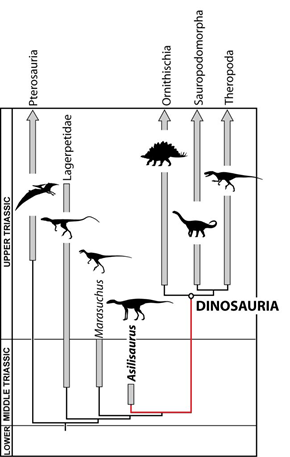 Pterosauria
Lagerpetidae
Marasuchus
Asilisaurus
Ornithischia
Sauropodomorpha
Theropoda
DINOSAURIA
UPPER TRIASSIC
MIDDLE TRIASSIC
LOWER